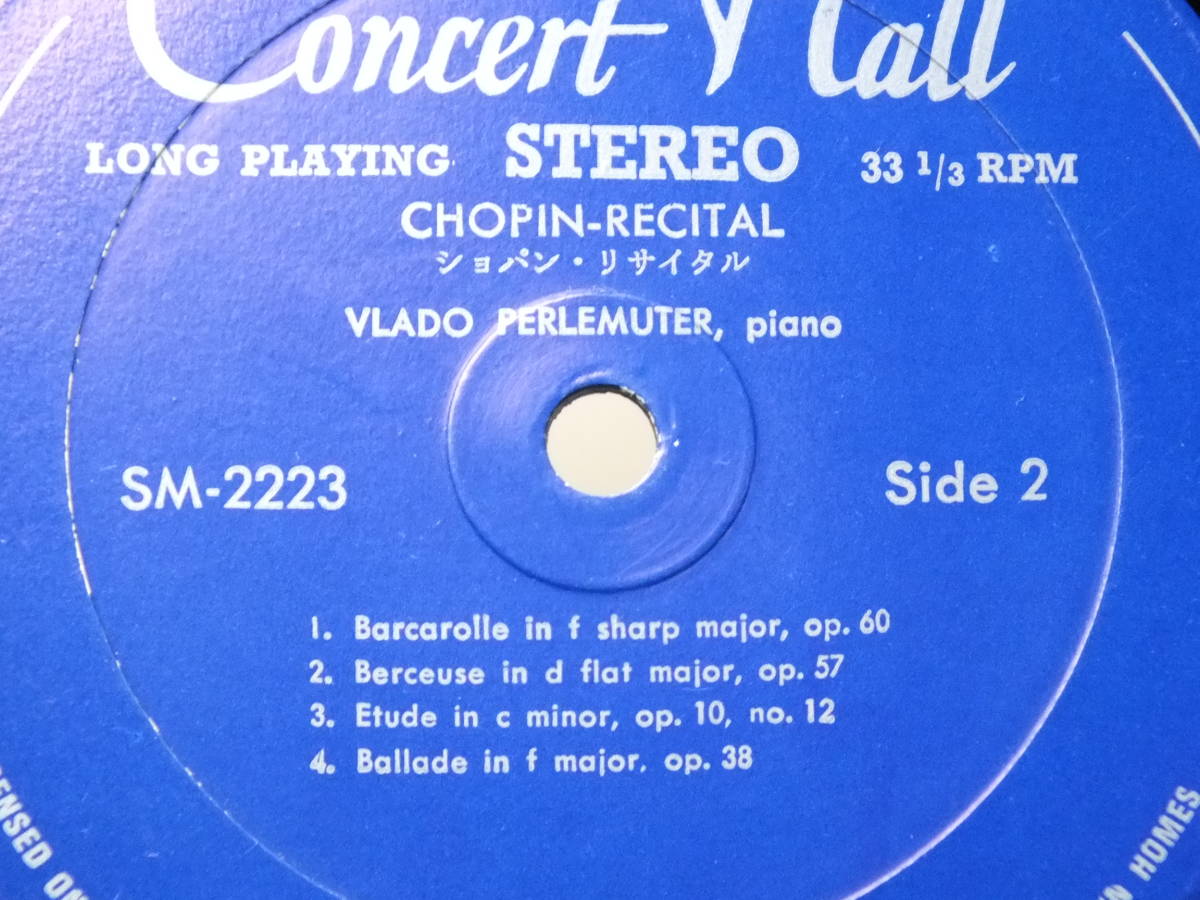 Concert Hall
LONG PLAYING STEREO 33 1/3 RPM
CHOPIN-RECITAL
ショパン・リサイタル
VLADO PERLEMUTER, piano
SM-2223 Side 2
1. Barcarolle in f sharp major, op. 60
2. Berceuse in d flat major, op. 57
3. Etude in c minor, op. 10, no. 12
4. Ballade in f major. op. 38
HOMES